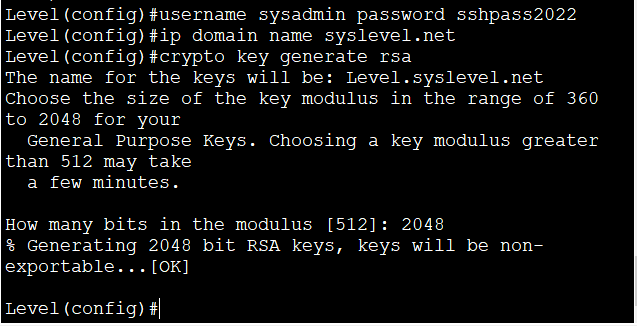 Level(config)#username sysadmin password sshpass2022
Level(config)#ip domain name syslevel.net
Level(config)#crypto key generate rsa
The name for the keys will be: Level.syslevel.net
Choose the size of the key modulus in the range of 360
to 2048 for your
  General Purpose Keys. Choosing a key modulus greater
than 512 may take
  a few minutes.

How many bits in the modulus [512]: 2048
% Generating 2048 bit RSA keys, keys will be non-
exportable...[OK]

Level(config)#